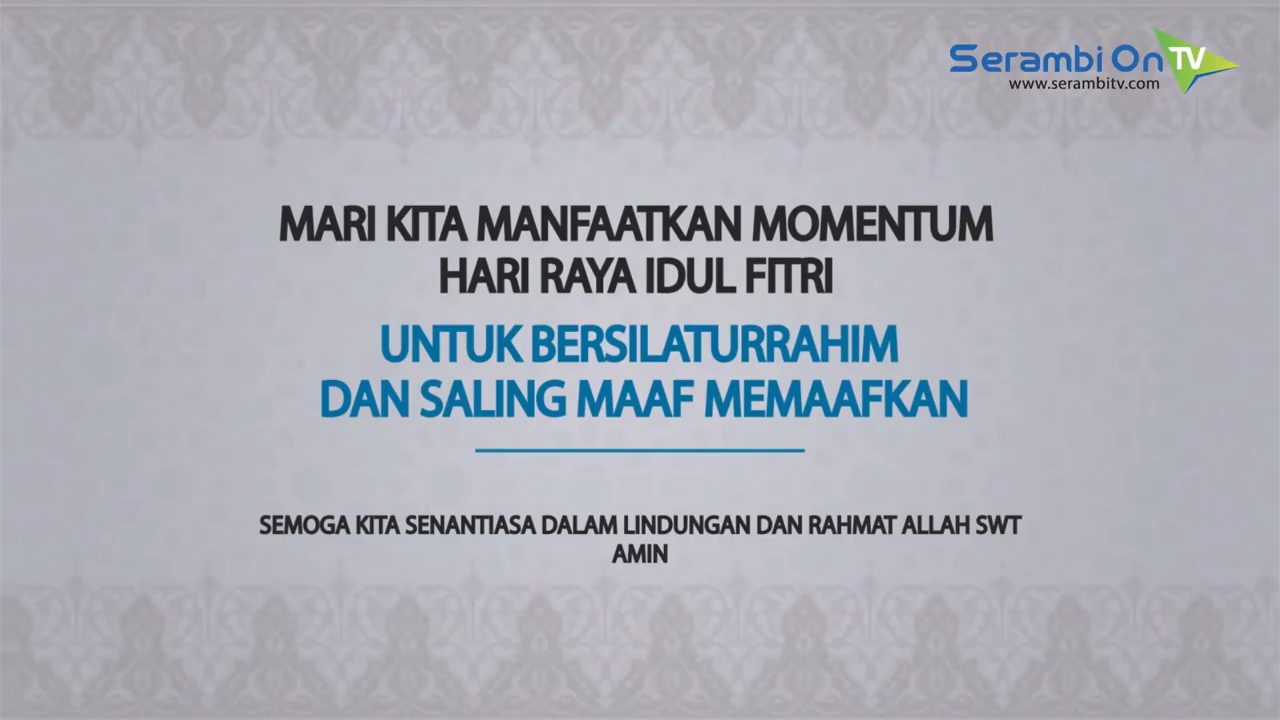 Serambi On TV
www.serambitv.com
MARI KITA MANFAATKAN MOMENTUM
HARI RAYA IDUL FITRI
UNTUK BERSILATURRAHIM
DAN SALING MAAF MEMAAFKAN
SEMOGA KITA SENANTIASA DALAM LINDUNGAN DAN RAHMAT ALLAH SWT
AMIN